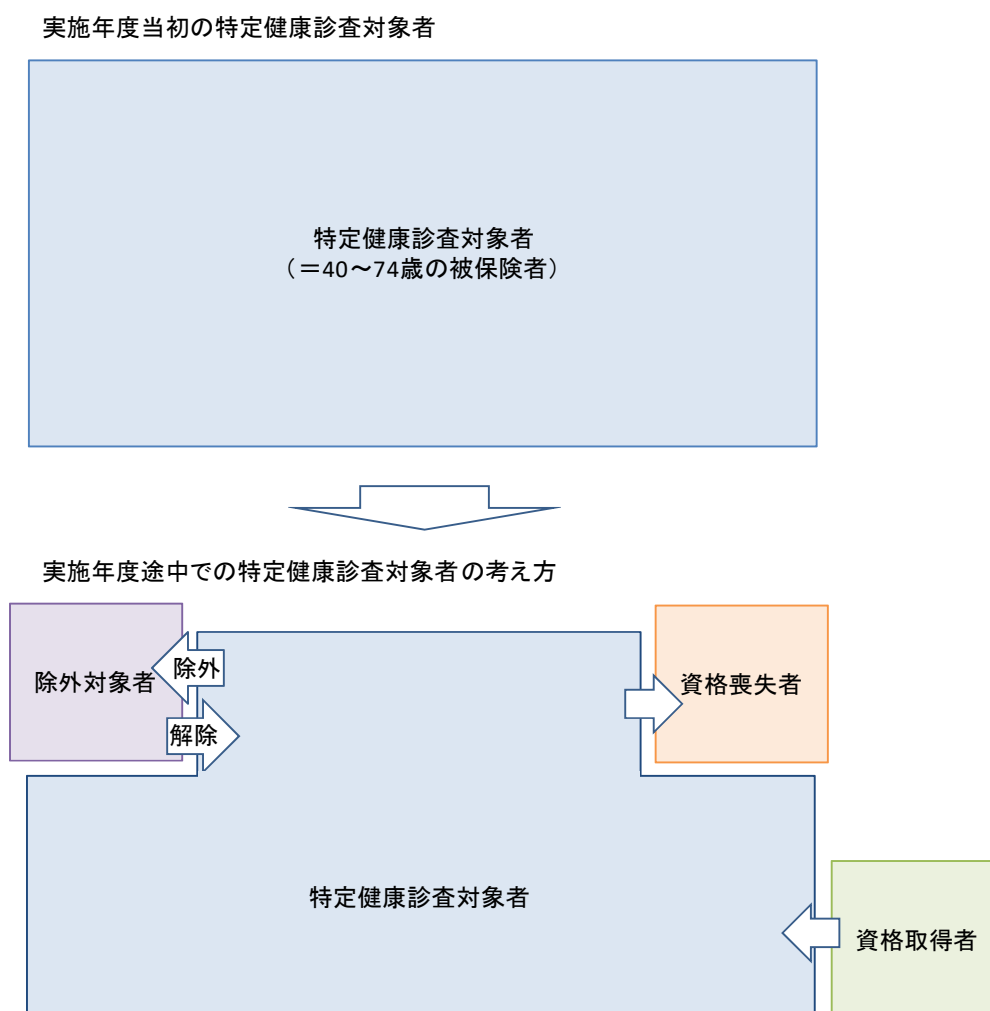 実施年度当初の特定健康診査対象者
特定健康診査対象者
（＝40～74歳の被保険者）
実施年度途中での特定健康診査対象者の考え方
除外対象者
除外
解除
資格喪失者
特定健康診査対象者
資格取得者